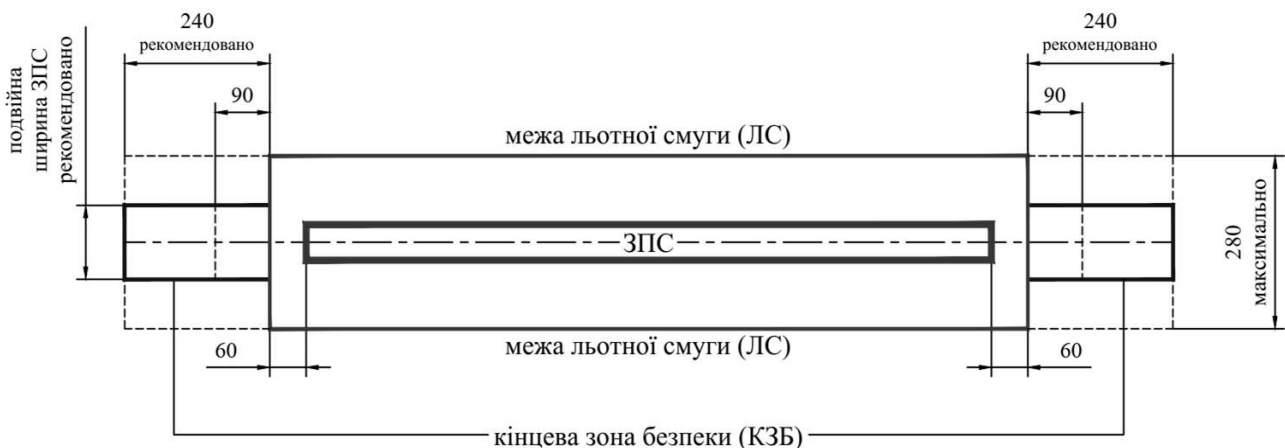 240
рекомендовано
240
рекомендовано
подвійна
ширина ЗПС
рекомендовано
90
90
межа льотної смуги (ЛС)
ЗПС
280
максимально
межа льотної смуги (ЛС)
60
60
кінцева зона безпеки (КЗБ)